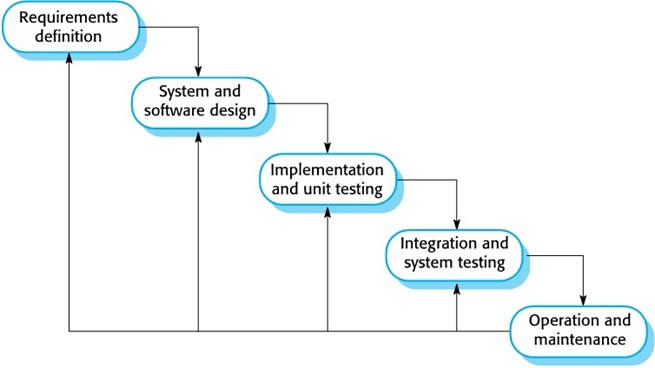 Requirements
definition
System and
software design
Implementation
and unit testing
Integration and
system testing
Operation and
maintenance